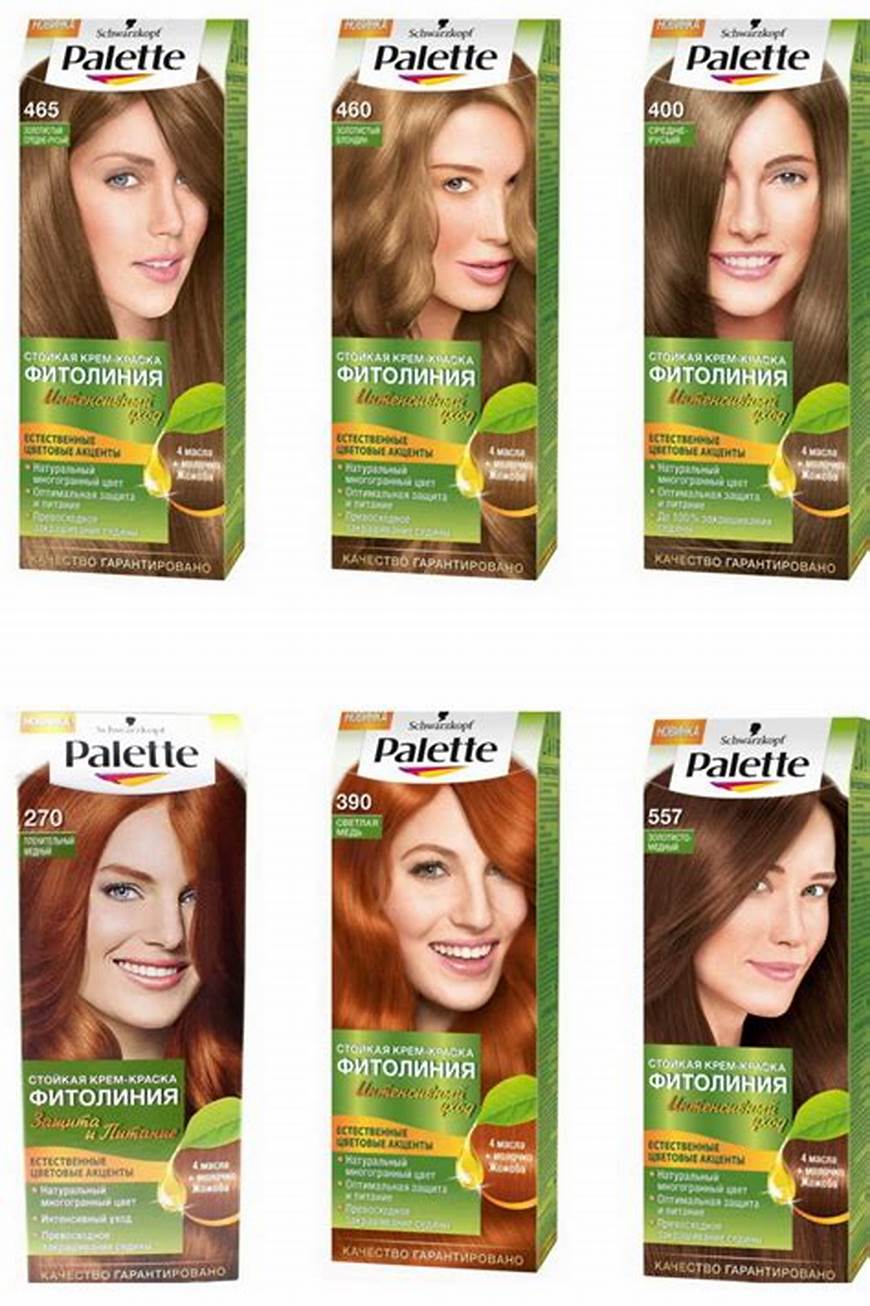 НОВИНКА
Schwarzkopf
Palette
465
ЗОЛОТИСТЫЙ
СРЕДНЕ-РУСЫЙ
СТОЙКАЯ КРЕМ-КРАСКА
ФИТОЛИНИЯ
Интенсивный
уход
ЕСТЕСТВЕННЫЕ
ЦВЕТОВЫЕ АКЦЕНТЫ
• Натуральный
многогранный цвет
• Оптимальная защита
и питание
• Превосходное
закрашивание седины
4 масла
+ молочко
Жожоба
КАЧЕСТВО ГАРАНТИРОВАНО
НОВИНКА
Schwarzkopf
Palette
460
ЗОЛОТИСТЫЙ
БЛОНДИН
СТОЙКАЯ КРЕМ-КРАСКА
ФИТОЛИНИЯ
Интенсивный
уход
ЕСТЕСТВЕННЫЕ
ЦВЕТОВЫЕ АКЦЕНТЫ
• Натуральный
многогранный цвет
• Оптимальная защита
и питание
• Превосходное
закрашивание седины
4 масла
+ молочко
Жожоба
КАЧЕСТВО ГАРАНТИРОВАНО
НОВИНКА
Schwarzkopf
Palette
400
СРЕДНЕ-
РУСЫЙ
СТОЙКАЯ КРЕМ-КРАСКА
ФИТОЛИНИЯ
Интенсивный
уход
ЕСТЕСТВЕННЫЕ
ЦВЕТОВЫЕ АКЦЕНТЫ
• Натуральный
многогранный цвет
• Оптимальная защита
и питание
• До 100% закрашивания
седины
4 масла
+ молочко
Жожоба
КАЧЕСТВО ГАРАНТИРОВАНО
НОВИНКА
Schwarzkopf
Palette
270
ПЛЕНИТЕЛЬНЫЙ
МЕДНЫЙ
СТОЙКАЯ КРЕМ-КРАСКА
ФИТОЛИНИЯ
Защита
и Питание
ЕСТЕСТВЕННЫЕ
ЦВЕТОВЫЕ АКЦЕНТЫ
• Натуральный
многогранный цвет
• Интенсивный уход
• Превосходное
закрашивание седины
4 масла
+ молочко
Жожоба
КАЧЕСТВО ГАРАНТИРОВАНО
НОВИНКА
Schwarzkopf
Palette
390
СВЕТЛАЯ
МЕДЬ
СТОЙКАЯ КРЕМ-КРАСКА
ФИТОЛИНИЯ
Интенсивный
уход
ЕСТЕСТВЕННЫЕ
ЦВЕТОВЫЕ АКЦЕНТЫ
• Натуральный
многогранный цвет
• Оптимальная защита
и питание
• Превосходное
закрашивание седины
4 масла
+ молочко
Жожоба
КАЧЕСТВО ГАРАНТИРОВАНО
НОВИНКА
Schwarzkopf
Palette
557
ЗОЛОТИСТО-
МЕДНЫЙ
СТОЙКАЯ КРЕМ-КРАСКА
ФИТОЛИНИЯ
Интенсивный
уход
ЕСТЕСТВЕННЫЕ
ЦВЕТОВЫЕ АКЦЕНТЫ
• Натуральный
многогранный цвет
• Оптимальная защита
и питание
• Превосходное
закрашивание седины
4 масла
+ молочко
Жожоба
КАЧЕСТВО ГАРАНТИРОВАНО